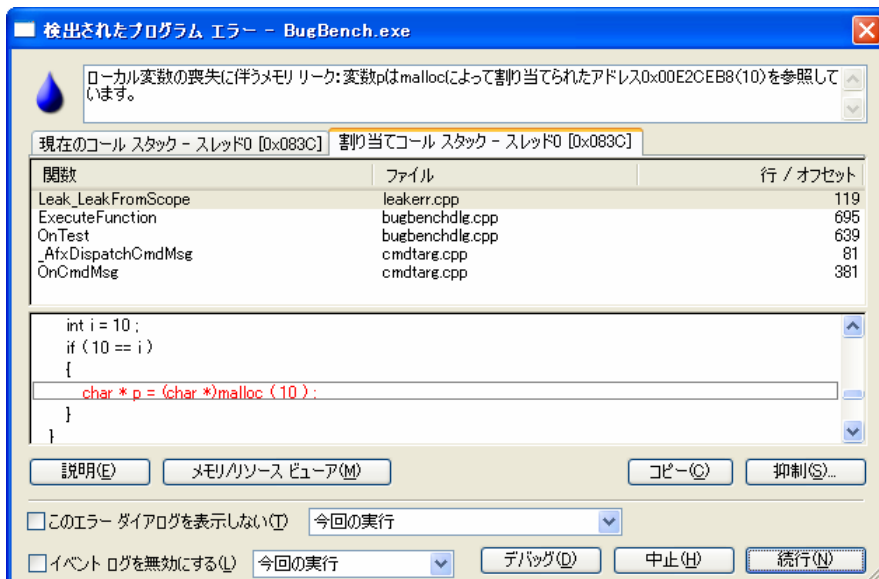 検出されたプログラム エラー - BugBench.exe
ローカル変数の喪失に伴うメモリ リーク: 変数pはmallocによって割り当てられたアドレス0x00E2CEB8(10)を参照して
います。
現在のコール スタック - スレッド0 [0x083C] 割り当てコール スタック - スレッド0 [0x083C]
関数 ファイル 行 / オフセット
Leak_LeakFromScope leakerr.cpp 119
ExecuteFunction bugbenchdlg.cpp 695
OnTest bugbenchdlg.cpp 639
_AfxDispatchCmdMsg cmdtarg.cpp 81
OnCmdMsg cmdtarg.cpp 381
int i = 10 ;
if ( 10 == i )
{
char * p = (char *)malloc ( 10 ) ;
}
}
説明(E) メモリ/リソース ビューア(M) コピー(C) 抑制(S)...
このエラー ダイアログを表示しない(T) 今回の実行
イベント ログを無効にする(L) 今回の実行 デバッグ(D) 中止(H) 続行(N)